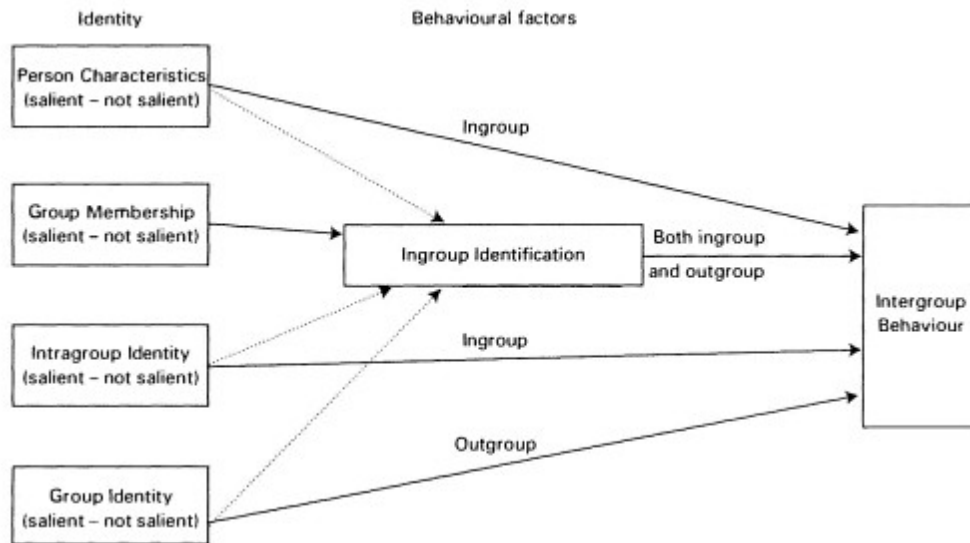 Identity
Behavioural factors
Person Characteristics
(salient – not salient)
Ingroup
Group Membership
(salient – not salient)
Ingroup Identification
Both ingroup
and outgroup
Intergroup
Behaviour
Intragroup Identity
(salient – not salient)
Ingroup
Outgroup
Group Identity
(salient – not salient)